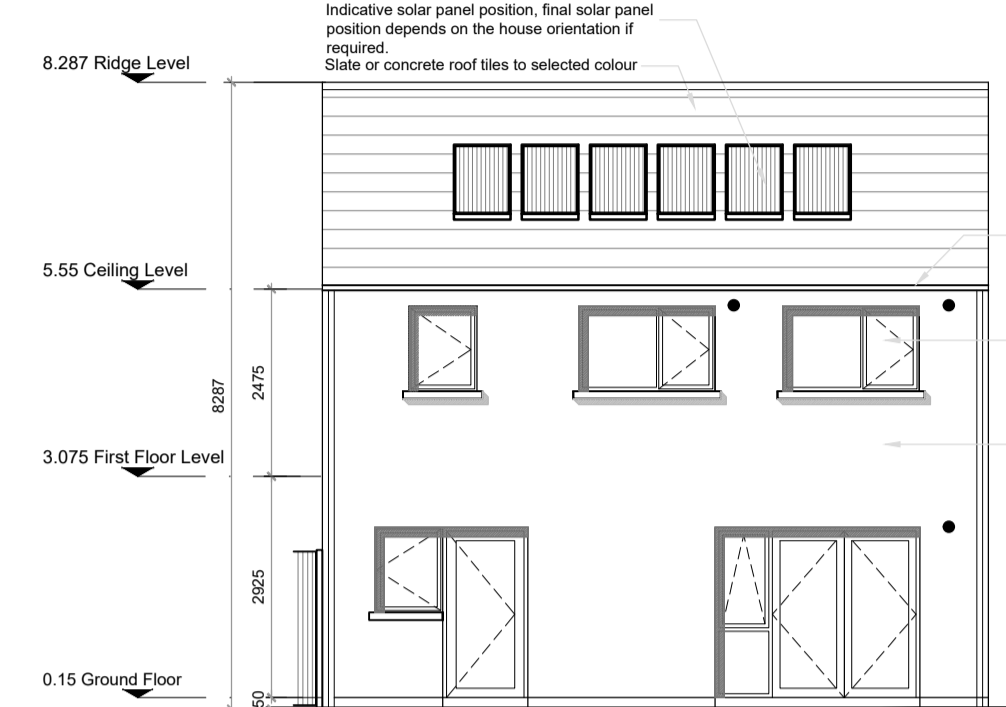 Indicative solar panel position, final solar panel
position depends on the house orientation if
required.
Slate or concrete roof tiles to selected colour
8.287 Ridge Level
5.55 Ceiling Level
2475
8287
3.075 First Floor Level
2925
0.15 Ground Floor